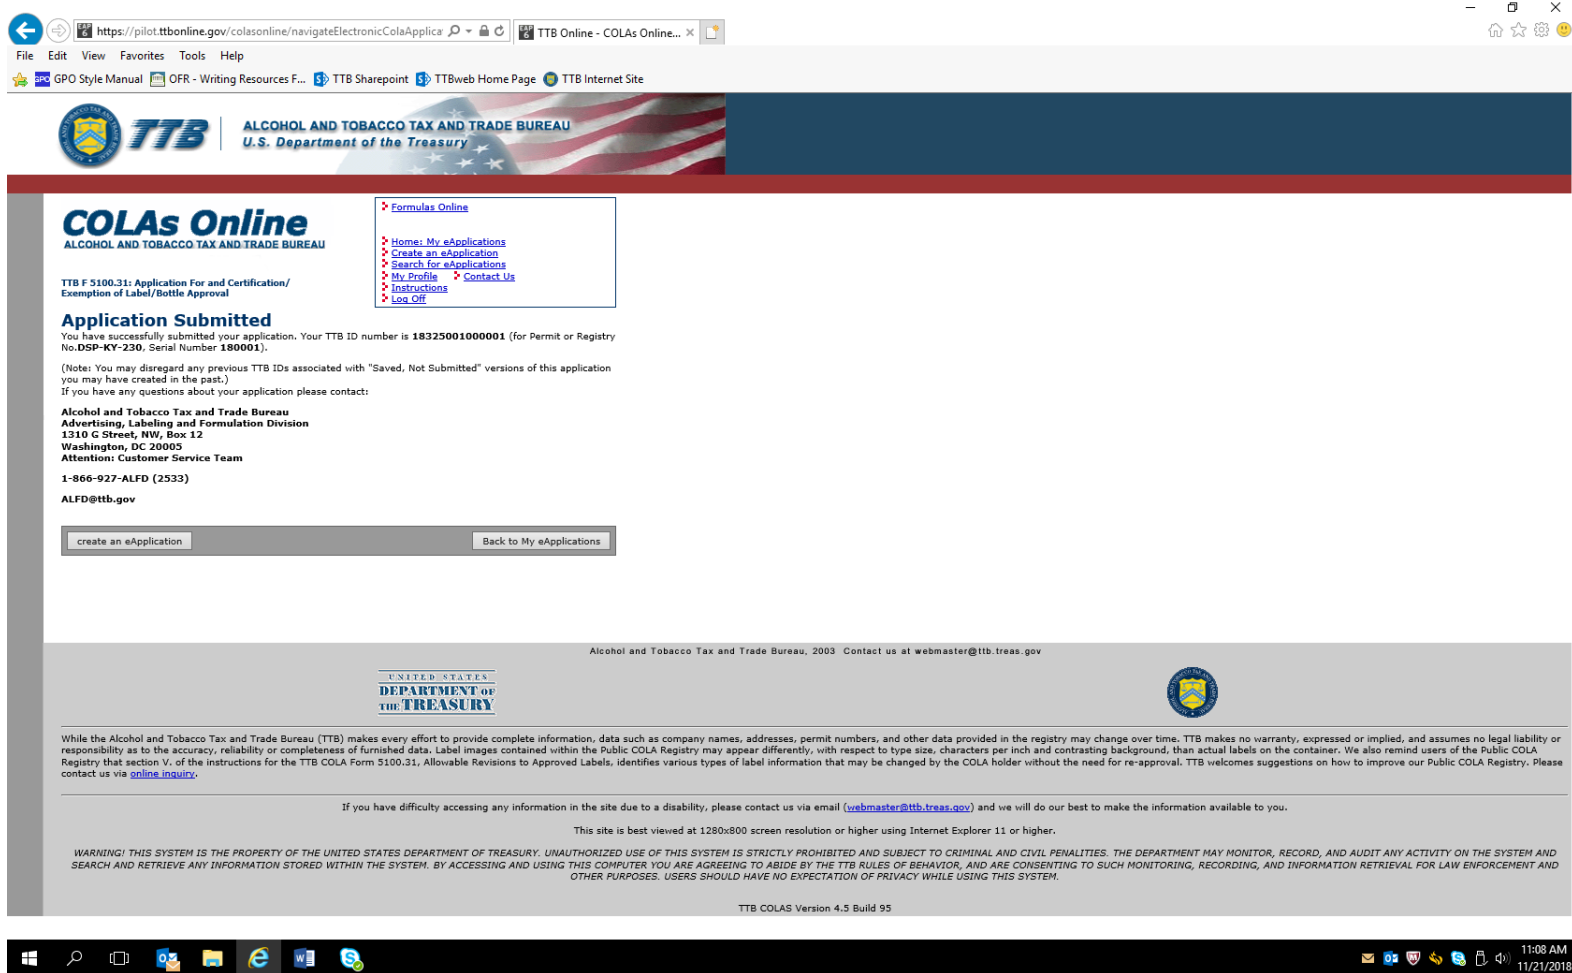 https://pilot.ttbonline.gov/colasonline/navigateElectronicColaApplica
TTB Online - COLAs Online...
File Edit View Favorites Tools Help
GPO Style Manual OFR - Writing Resources F... TTB Sharepoint TTBweb Home Page TTB Internet Site
TTB
ALCOHOL AND TOBACCO TAX AND TRADE BUREAU
U.S. Department of the Treasury
COLAs Online
ALCOHOL AND TOBACCO TAX AND TRADE BUREAU
TTB F 5100.31: Application For and Certification/
Exemption of Label/Bottle Approval
Formulas Online
Home: My eApplications
Create an eApplication
Search for eApplications
My Profile Contact Us
Instructions
Log Off
Application Submitted
You have successfully submitted your application. Your TTB ID number is 18325001000001 (for Permit or Registry
No.DSP-KY-230, Serial Number 180001).
(Note: You may disregard any previous TTB IDs associated with "Saved, Not Submitted" versions of this application
you may have created in the past.)
If you have any questions about your application please contact:
Alcohol and Tobacco Tax and Trade Bureau
Advertising, Labeling and Formulation Division
1310 G Street, NW, Box 12
Washington, DC 20005
Attention: Customer Service Team
1-866-927-ALFD (2533)
ALFD@ttb.gov
create an eApplication Back to My eApplications
Alcohol and Tobacco Tax and Trade Bureau, 2003 Contact us at webmaster@ttb.treas.gov
UNITED STATES
DEPARTMENT OF
THE TREASURY
While the Alcohol and Tobacco Tax and Trade Bureau (TTB) makes every effort to provide complete information, data such as company names, addresses, permit numbers, and other data provided in the registry may change over time. TTB makes no warranty, expressed or implied, and assumes no legal liability or
responsibility as to the accuracy, reliability or completeness of furnished data. Label images contained within the Public COLA Registry may appear differently, with respect to type size, characters per inch and contrasting background, than actual labels on the container. We also remind users of the Public COLA
Registry that section V. of the instructions for the TTB COLA Form 5100.31, Allowable Revisions to Approved Labels, identifies various types of label information that may be changed by the COLA holder without the need for re-approval. TTB welcomes suggestions on how to improve our Public COLA Registry. Please
contact us via online inquiry.
If you have difficulty accessing any information in the site due to a disability, please contact us via email (webmaster@ttb.treas.gov) and we will do our best to make the information available to you.
This site is best viewed at 1280x800 screen resolution or higher using Internet Explorer 11 or higher.
WARNING! THIS SYSTEM IS THE PROPERTY OF THE UNITED STATES DEPARTMENT OF TREASURY. UNAUTHORIZED USE OF THIS SYSTEM IS STRICTLY PROHIBITED AND SUBJECT TO CRIMINAL AND CIVIL PENALITIES. THE DEPARTMENT MAY MONITOR, RECORD, AND AUDIT ANY ACTIVITY ON THE SYSTEM AND
SEARCH AND RETRIEVE ANY INFORMATION STORED WITHIN THE SYSTEM. BY ACCESSING AND USING THIS COMPUTER YOU ARE AGREEING TO ABIDE BY THE TTB RULES OF BEHAVIOR, AND ARE CONSENTING TO SUCH MONITORING, RECORDING, AND INFORMATION RETRIEVAL FOR LAW ENFORCEMENT AND
OTHER PURPOSES. USERS SHOULD HAVE NO EXPECTATION OF PRIVACY WHILE USING THIS SYSTEM.
TTB COLAS Version 4.5 Build 95
11:08 AM
11/21/2018